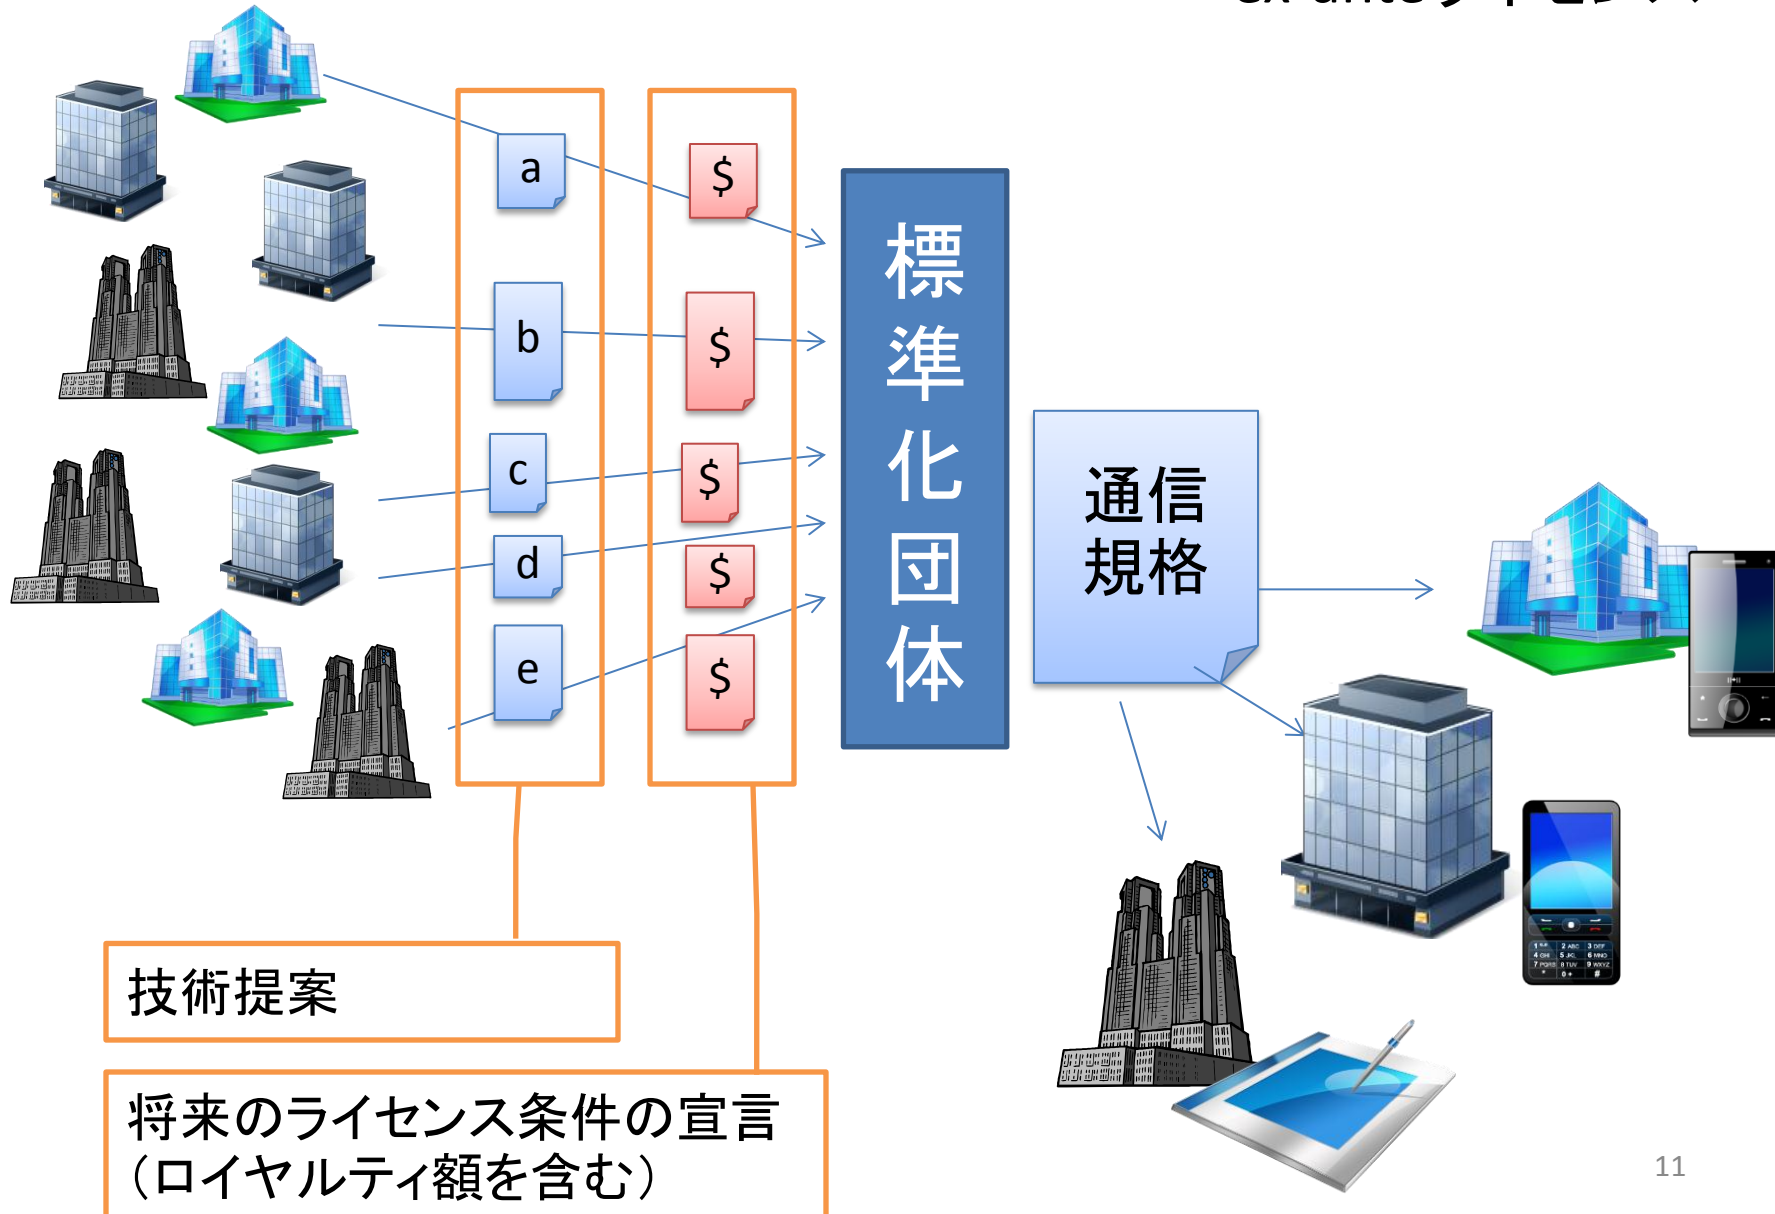 a
$
b
$
c
$
d
$
e
$
標準化団体
通信
規格
技術提案
将来のライセンス条件の宣言
（ロイヤルティ額を含む）
11